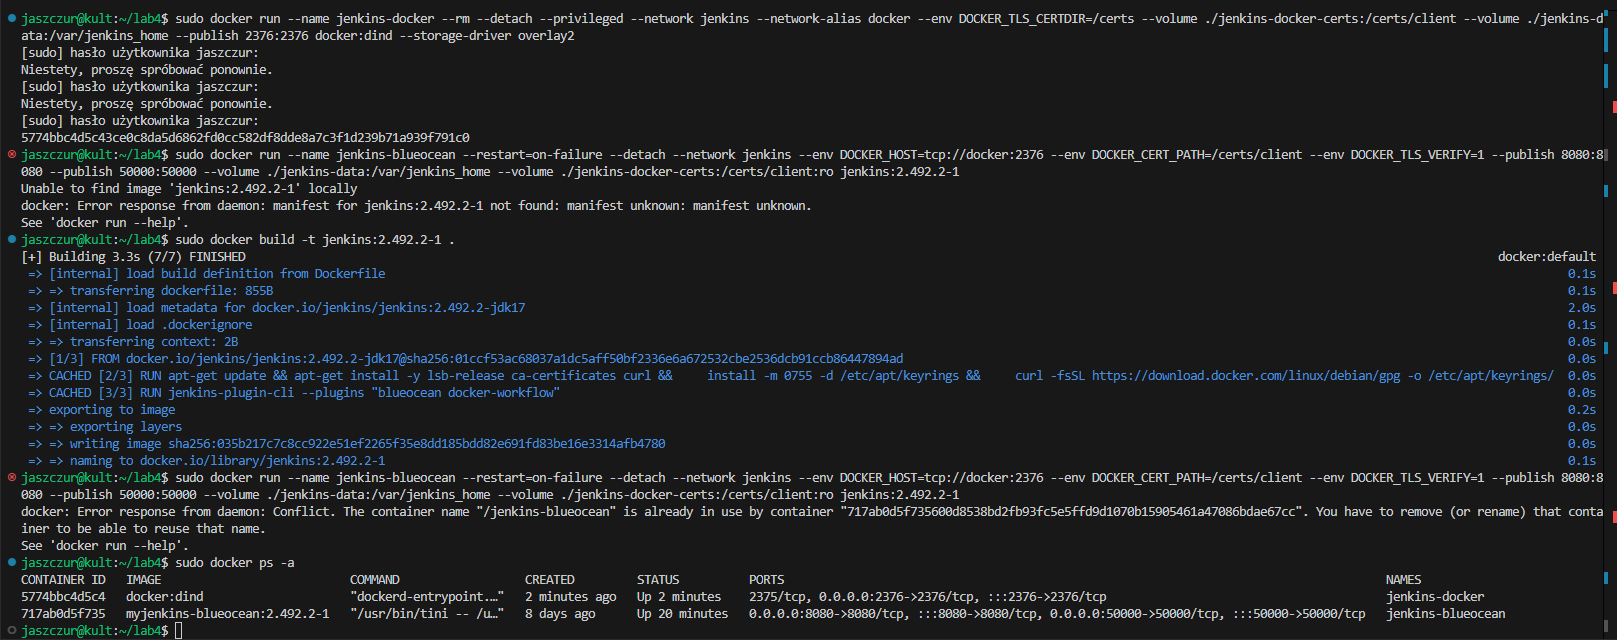 jaszczur@kult:~/lab4$ sudo docker run --name jenkins-docker --rm --detach --privileged --network jenkins --network-alias docker --env DOCKER_TLS_CERTDIR=/certs --volume ./jenkins-docker-certs:/certs/client --volume ./jenkins-d
ata:/var/jenkins_home --publish 2376:2376 docker:dind --storage-driver overlay2
[sudo] hasło użytkownika jaszczur:
Niestety, proszę spróbować ponownie.
[sudo] hasło użytkownika jaszczur:
Niestety, proszę spróbować ponownie.
[sudo] hasło użytkownika jaszczur:
5774bbc4d5c43ce0c8da5d6862fd0cc582df8dde8a7c3f1d239b71a939f791c0
jaszczur@kult:~/lab4$ sudo docker run --name jenkins-blueocean --restart=on-failure --detach --network jenkins --env DOCKER_HOST=tcp://docker:2376 --env DOCKER_CERT_PATH=/certs/client --env DOCKER_TLS_VERIFY=1 --publish 8080:8
080 --publish 50000:50000 --volume ./jenkins-data:/var/jenkins_home --volume ./jenkins-docker-certs:/certs/client:ro jenkins:2.492.2-1
Unable to find image 'jenkins:2.492.2-1' locally
docker: Error response from daemon: manifest for jenkins:2.492.2-1 not found: manifest unknown: manifest unknown.
See 'docker run --help'.
jaszczur@kult:~/lab4$ sudo docker build -t jenkins:2.492.2-1 .
[+] Building 3.3s (7/7) FINISHED docker:default
=> [internal] load build definition from Dockerfile 0.1s
=> => transferring dockerfile: 855B 0.1s
=> [internal] load metadata for docker.io/jenkins/jenkins:2.492.2-jdk17 2.0s
=> [internal] load .dockerignore 0.1s
=> => transferring context: 2B 0.0s
=> [1/3] FROM docker.io/jenkins/jenkins:2.492.2-jdk17@sha256:01ccf53ac68037a1dc5aff50bf2336e6a672532cbe2536dcb91ccb86447894ad 0.0s
=> CACHED [2/3] RUN apt-get update && apt-get install -y lsb-release ca-certificates curl && install -m 0755 -d /etc/apt/keyrings && curl -fsSL https://download.docker.com/linux/debian/gpg -o /etc/apt/keyrings/ 0.0s
=> CACHED [3/3] RUN jenkins-plugin-cli --plugins "blueocean docker-workflow" 0.0s
=> exporting to image 0.2s
=> => exporting layers 0.0s
=> => writing image sha256:035b217c7c8cc922e51ef2265f35e8dd185bdd82e691fd83be16e3314afb4780 0.0s
=> => naming to docker.io/library/jenkins:2.492.2-1 0.1s
jaszczur@kult:~/lab4$ sudo docker run --name jenkins-blueocean --restart=on-failure --detach --network jenkins --env DOCKER_HOST=tcp://docker:2376 --env DOCKER_CERT_PATH=/certs/client --env DOCKER_TLS_VERIFY=1 --publish 8080:8
080 --publish 50000:50000 --volume ./jenkins-data:/var/jenkins_home --volume ./jenkins-docker-certs:/certs/client:ro jenkins:2.492.2-1
docker: Error response from daemon: Conflict. The container name "/jenkins-blueocean" is already in use by container "717ab0d5f735600d8538bd2fb93fc5e5ffd9d1070b15905461a47086bdae67cc". You have to remove (or rename) that conta
iner to be able to reuse that name.
See 'docker run --help'.
jaszczur@kult:~/lab4$ sudo docker ps -a
CONTAINER ID IMAGE COMMAND CREATED STATUS PORTS NAMES
5774bbc4d5c4 docker:dind "dockerd-entrypoint.…" 2 minutes ago Up 2 minutes 2375/tcp, 0.0.0.0:2376->2376/tcp, :::2376->2376/tcp jenkins-docker
717ab0d5f735 myjenkins-blueocean:2.492.2-1 "/usr/bin/tini -- /u…" 8 days ago Up 20 minutes 0.0.0.0:8080->8080/tcp, :::8080->8080/tcp, 0.0.0.0:50000->50000/tcp, :::50000->50000/tcp jenkins-blueocean
jaszczur@kult:~/lab4$